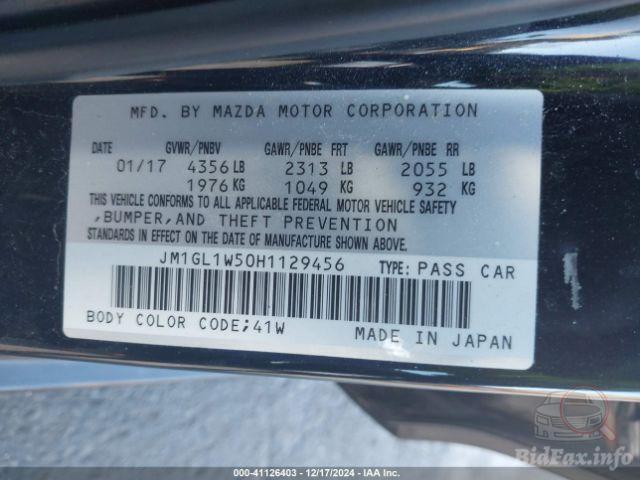 MFD. BY MAZDA MOTOR CORPORATION
DATE GVWR/PNBV GAWR/PNBE FRT GAWR/PNBE RR
01/17 4356 LB 2313 LB 2055 LB
1976 KG 1049 KG 932 KG
THIS VEHICLE CONFORMS TO ALL APPLICABLE FEDERAL MOTOR VEHICLE SAFETY
,BUMPER,AND THEFT PREVENTION
STANDARDS IN EFFECT ON THE DATE OF MANUFACTURE SHOWN ABOVE.
JM1GL1W50H1129456 TYPE: PASS CAR
BODY COLOR CODE;41W MADE IN JAPAN
000-41126403 - 12/17/2024 - IAA Inc.
BidFax.info